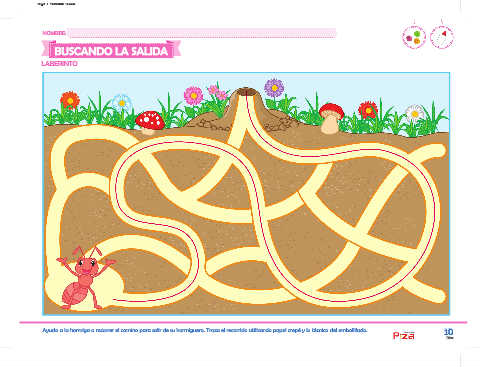 NOMBRE:
BUSCANDO LA SALIDA
LABERINTO
Ayuda a la hormiga a recorrer el camino para salir de su hormiguero. Traza el recorrido utilizando papel crepé y la técnica del embolillado.
Pizza
10